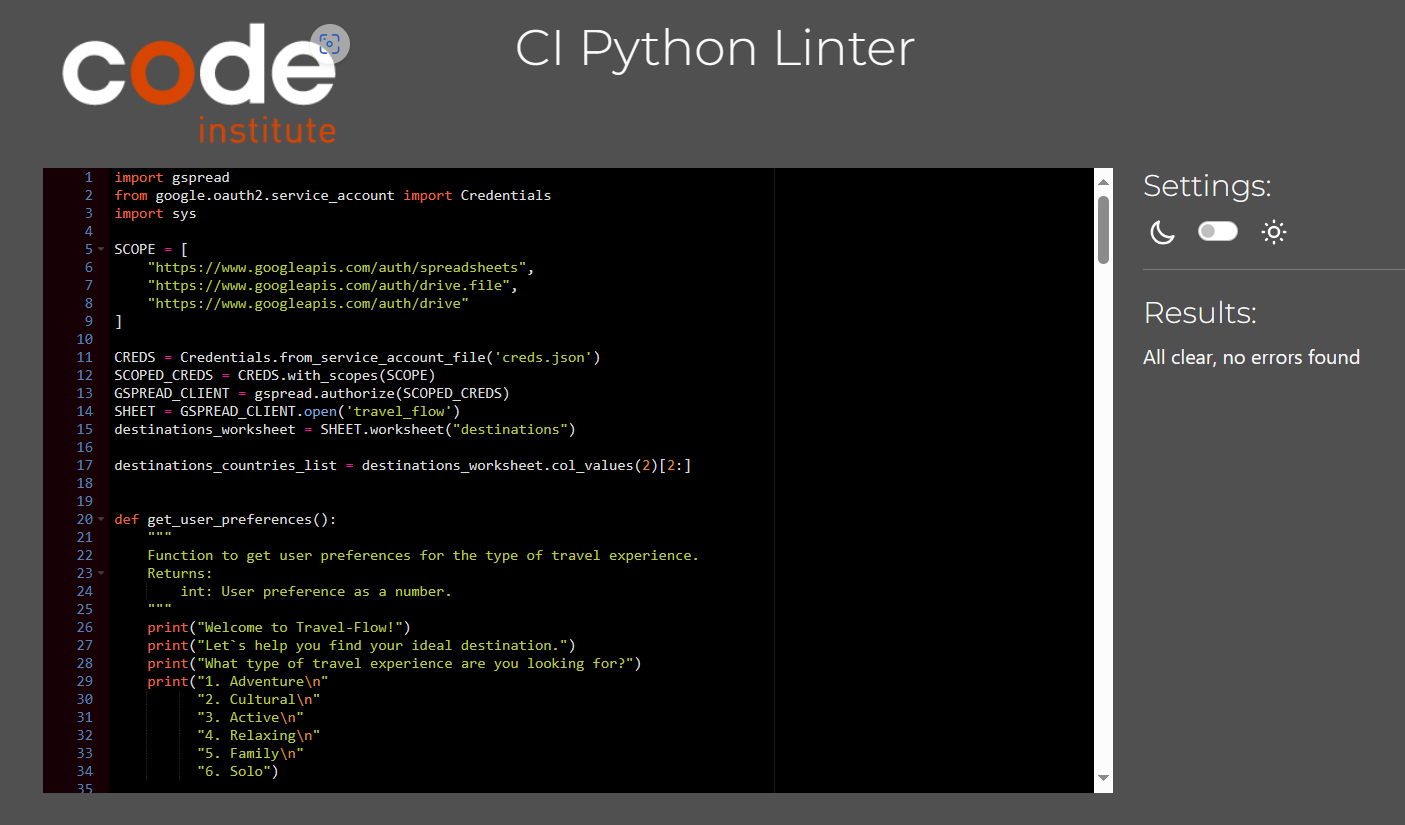 code
institute
CI Python Linter
1 import gspread
2 from google.oauth2.service_account import Credentials
3 import sys
4
5 SCOPE = [
6     "https://www.googleapis.com/auth/spreadsheets",
7     "https://www.googleapis.com/auth/drive.file",
8     "https://www.googleapis.com/auth/drive"
9 ]
10
11 CREDS = Credentials.from_service_account_file('creds.json')
12 SCOPED_CREDS = CREDS.with_scopes(SCOPE)
13 GSPREAD_CLIENT = gspread.authorize(SCOPED_CREDS)
14 SHEET = GSPREAD_CLIENT.open('travel_flow')
15 destinations_worksheet = SHEET.worksheet("destinations")
16
17 destinations_countries_list = destinations_worksheet.col_values(2)[2:]
18
19
20 def get_user_preferences():
21     """
22     Function to get user preferences for the type of travel experience.
23     Returns:
24         int: User preference as a number.
25     """
26     print("Welcome to Travel-Flow!")
27     print("Let`s help you find your ideal destination.")
28     print("What type of travel experience are you looking for?")
29     print("1. Adventure\n"
30           "2. Cultural\n"
31           "3. Active\n"
32           "4. Relaxing\n"
33           "5. Family\n"
34           "6. Solo")
35
Settings:
Results:
All clear, no errors found